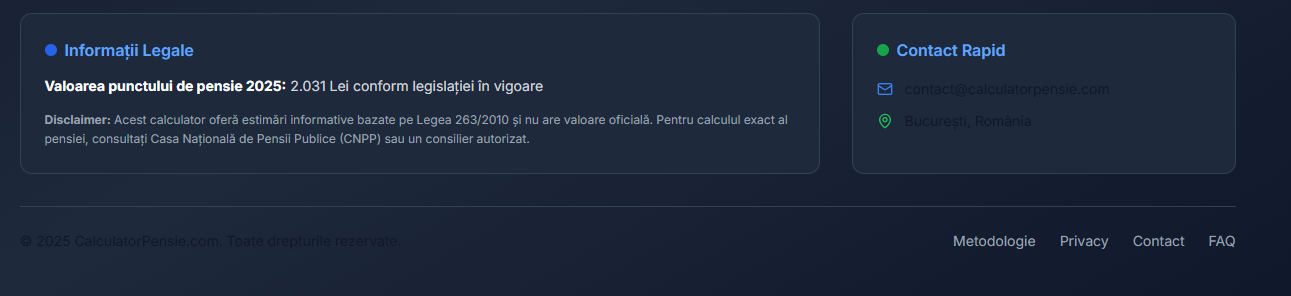 Informații Legale
Valoarea punctului de pensie 2025: 2.031 Lei conform legislației în vigoare
Disclaimer: Acest calculator oferă estimări informative bazate pe Legea 263/2010 și nu are valoare oficială. Pentru calculul exact al
pensiei, consultați Casa Națională de Pensii Publice (CNPP) sau un consilier autorizat.
Contact Rapid
contact@calculatorpensie.com
București, România
© 2025 CalculatorPensie.com. Toate drepturile rezervate.
Metodologie Privacy Contact FAQ